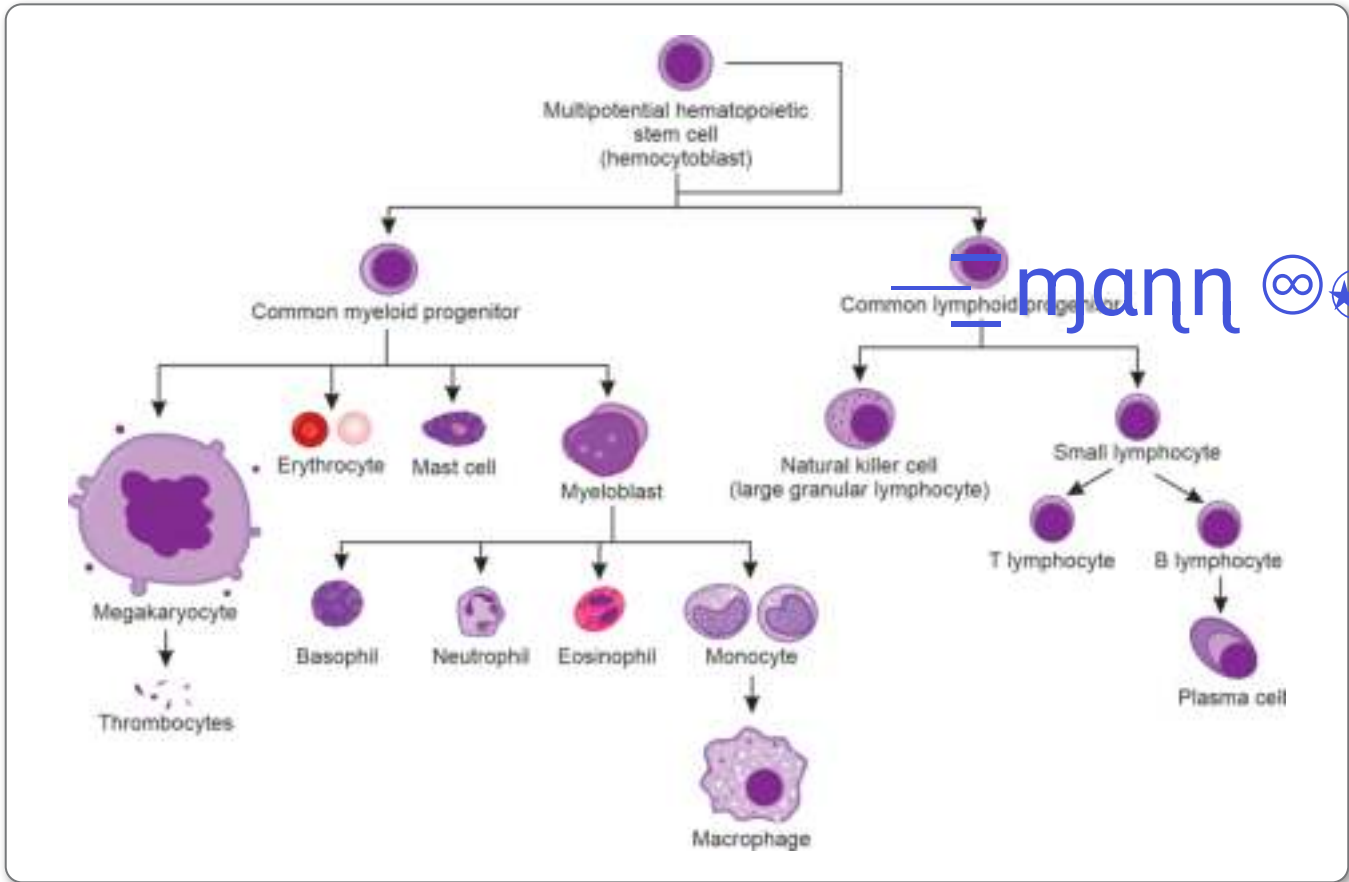 Multipotential hematopoietic
stem cell
(hemocytoblast)
Common myeloid progenitor
Common lymphoid progenitor
ɱąŋŋ ♾
Erythrocyte
Mast cell
Myeloblast
Natural killer cell
(large granular lymphocyte)
Small lymphocyte
T lymphocyte
B lymphocyte
Megakaryocyte
Basophil
Neutrophil
Eosinophil
Monocyte
Plasma cell
Thrombocytes
Macrophage